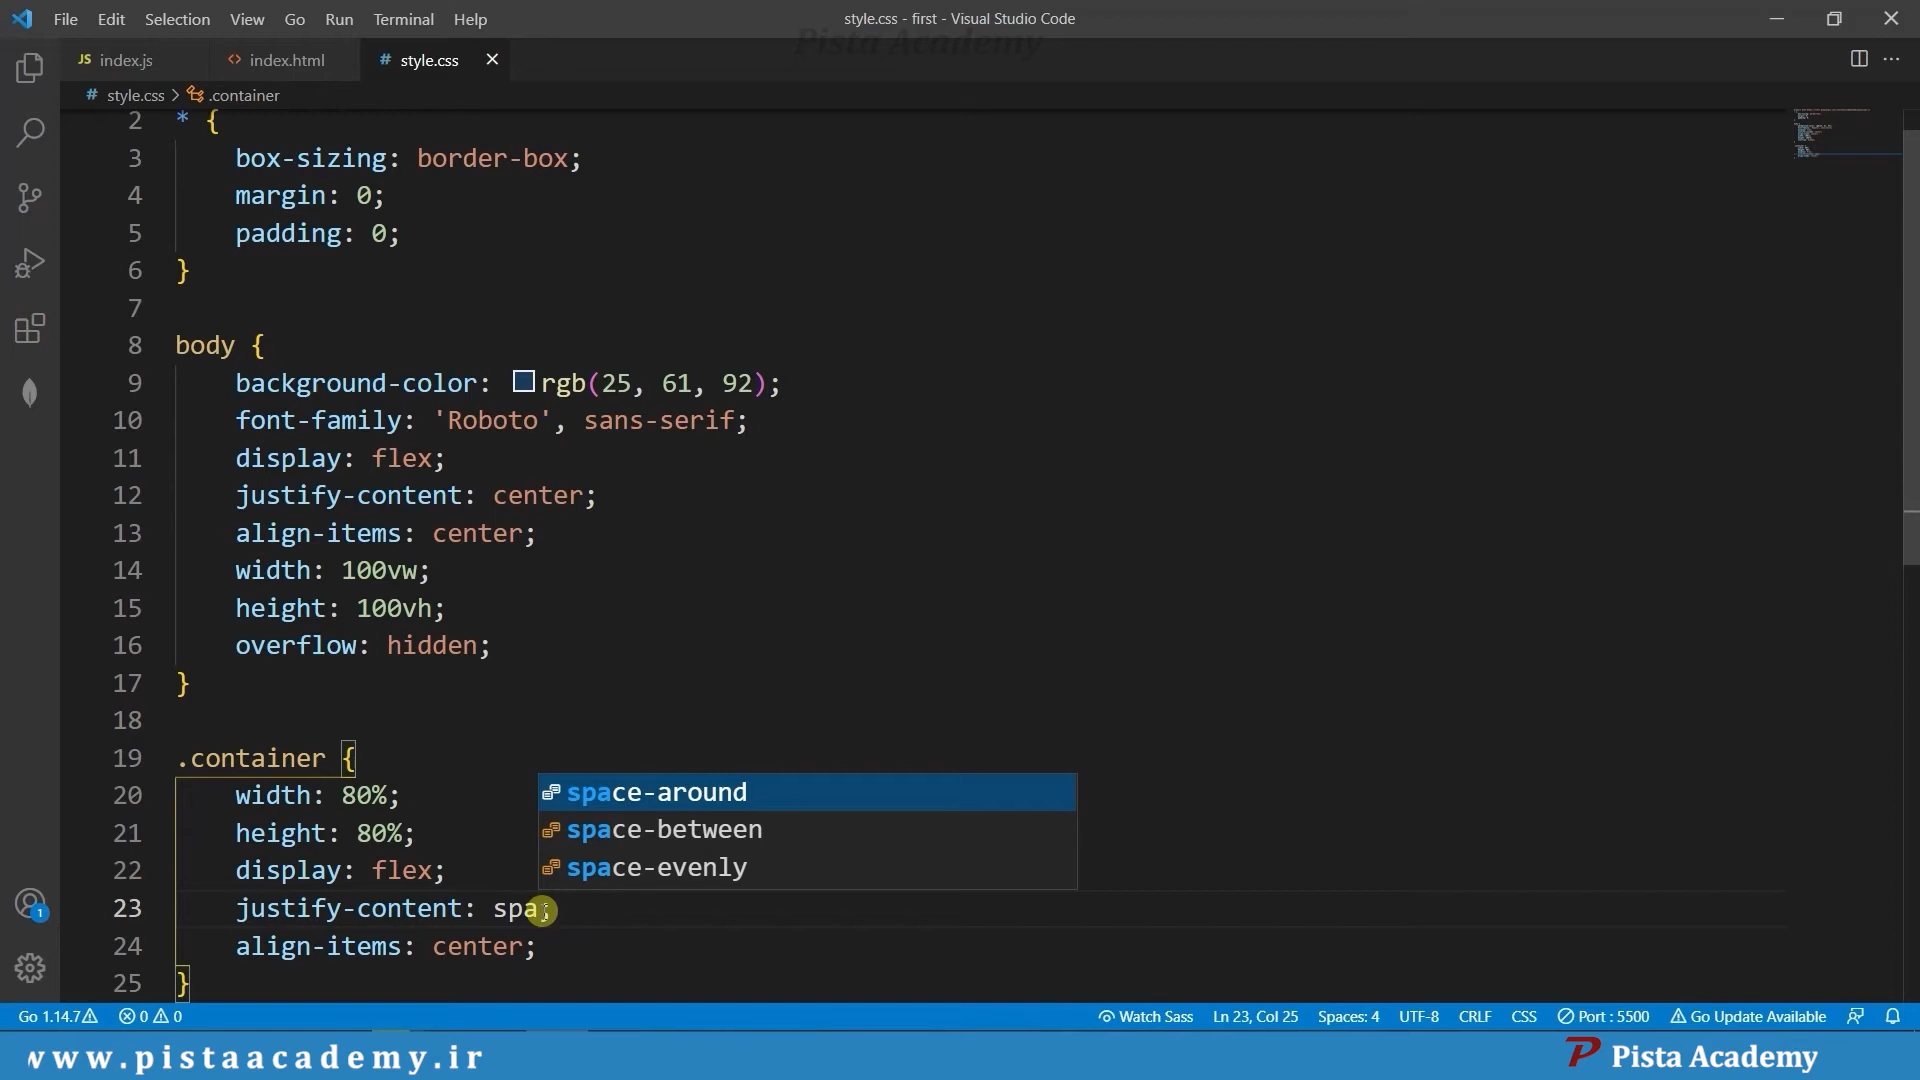 File Edit Selection View Go Run Terminal Help
style.css - first - Visual Studio Code
Pista Academy
JS index.js
<> index.html
# style.css
# style.css > .container
2 * {
3 box-sizing: border-box;
4 margin: 0;
5 padding: 0;
6 }
7
8 body {
9 background-color: rgb(25, 61, 92);
10 font-family: 'Roboto', sans-serif;
11 display: flex;
12 justify-content: center;
13 align-items: center;
14 width: 100vw;
15 height: 100vh;
16 overflow: hidden;
17 }
18
19 .container {
20 width: 80%;
21 height: 80%;
22 display: flex;
23 justify-content: spa;
24 align-items: center;
25 }
space-around
space-between
space-evenly
1
Go 1.14.7 0 0 Watch Sass Ln 23, Col 25 Spaces: 4 UTF-8 CRLF CSS Port : 5500 Go Update Available
www.pistaacademy.ir
P Pista Academy